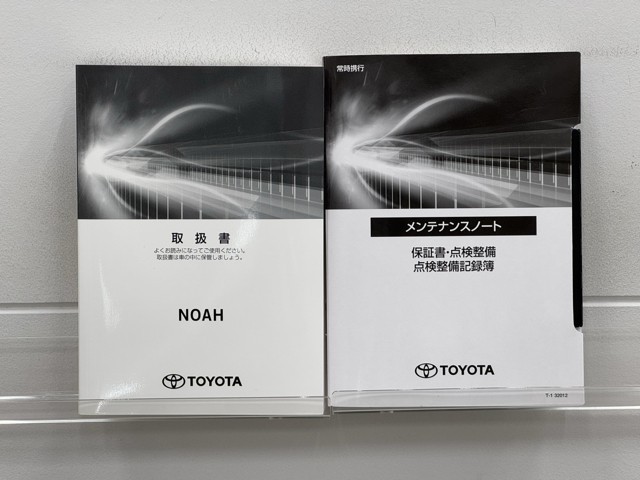 取扱書
よくお読みになってご使用ください。
取扱書は車の中に保管しましょう。
NOAH
TOYOTA
常時携行
メンテナンスノート
保証書・点検整備
点検整備記録簿
TOYOTA
T-1 32012